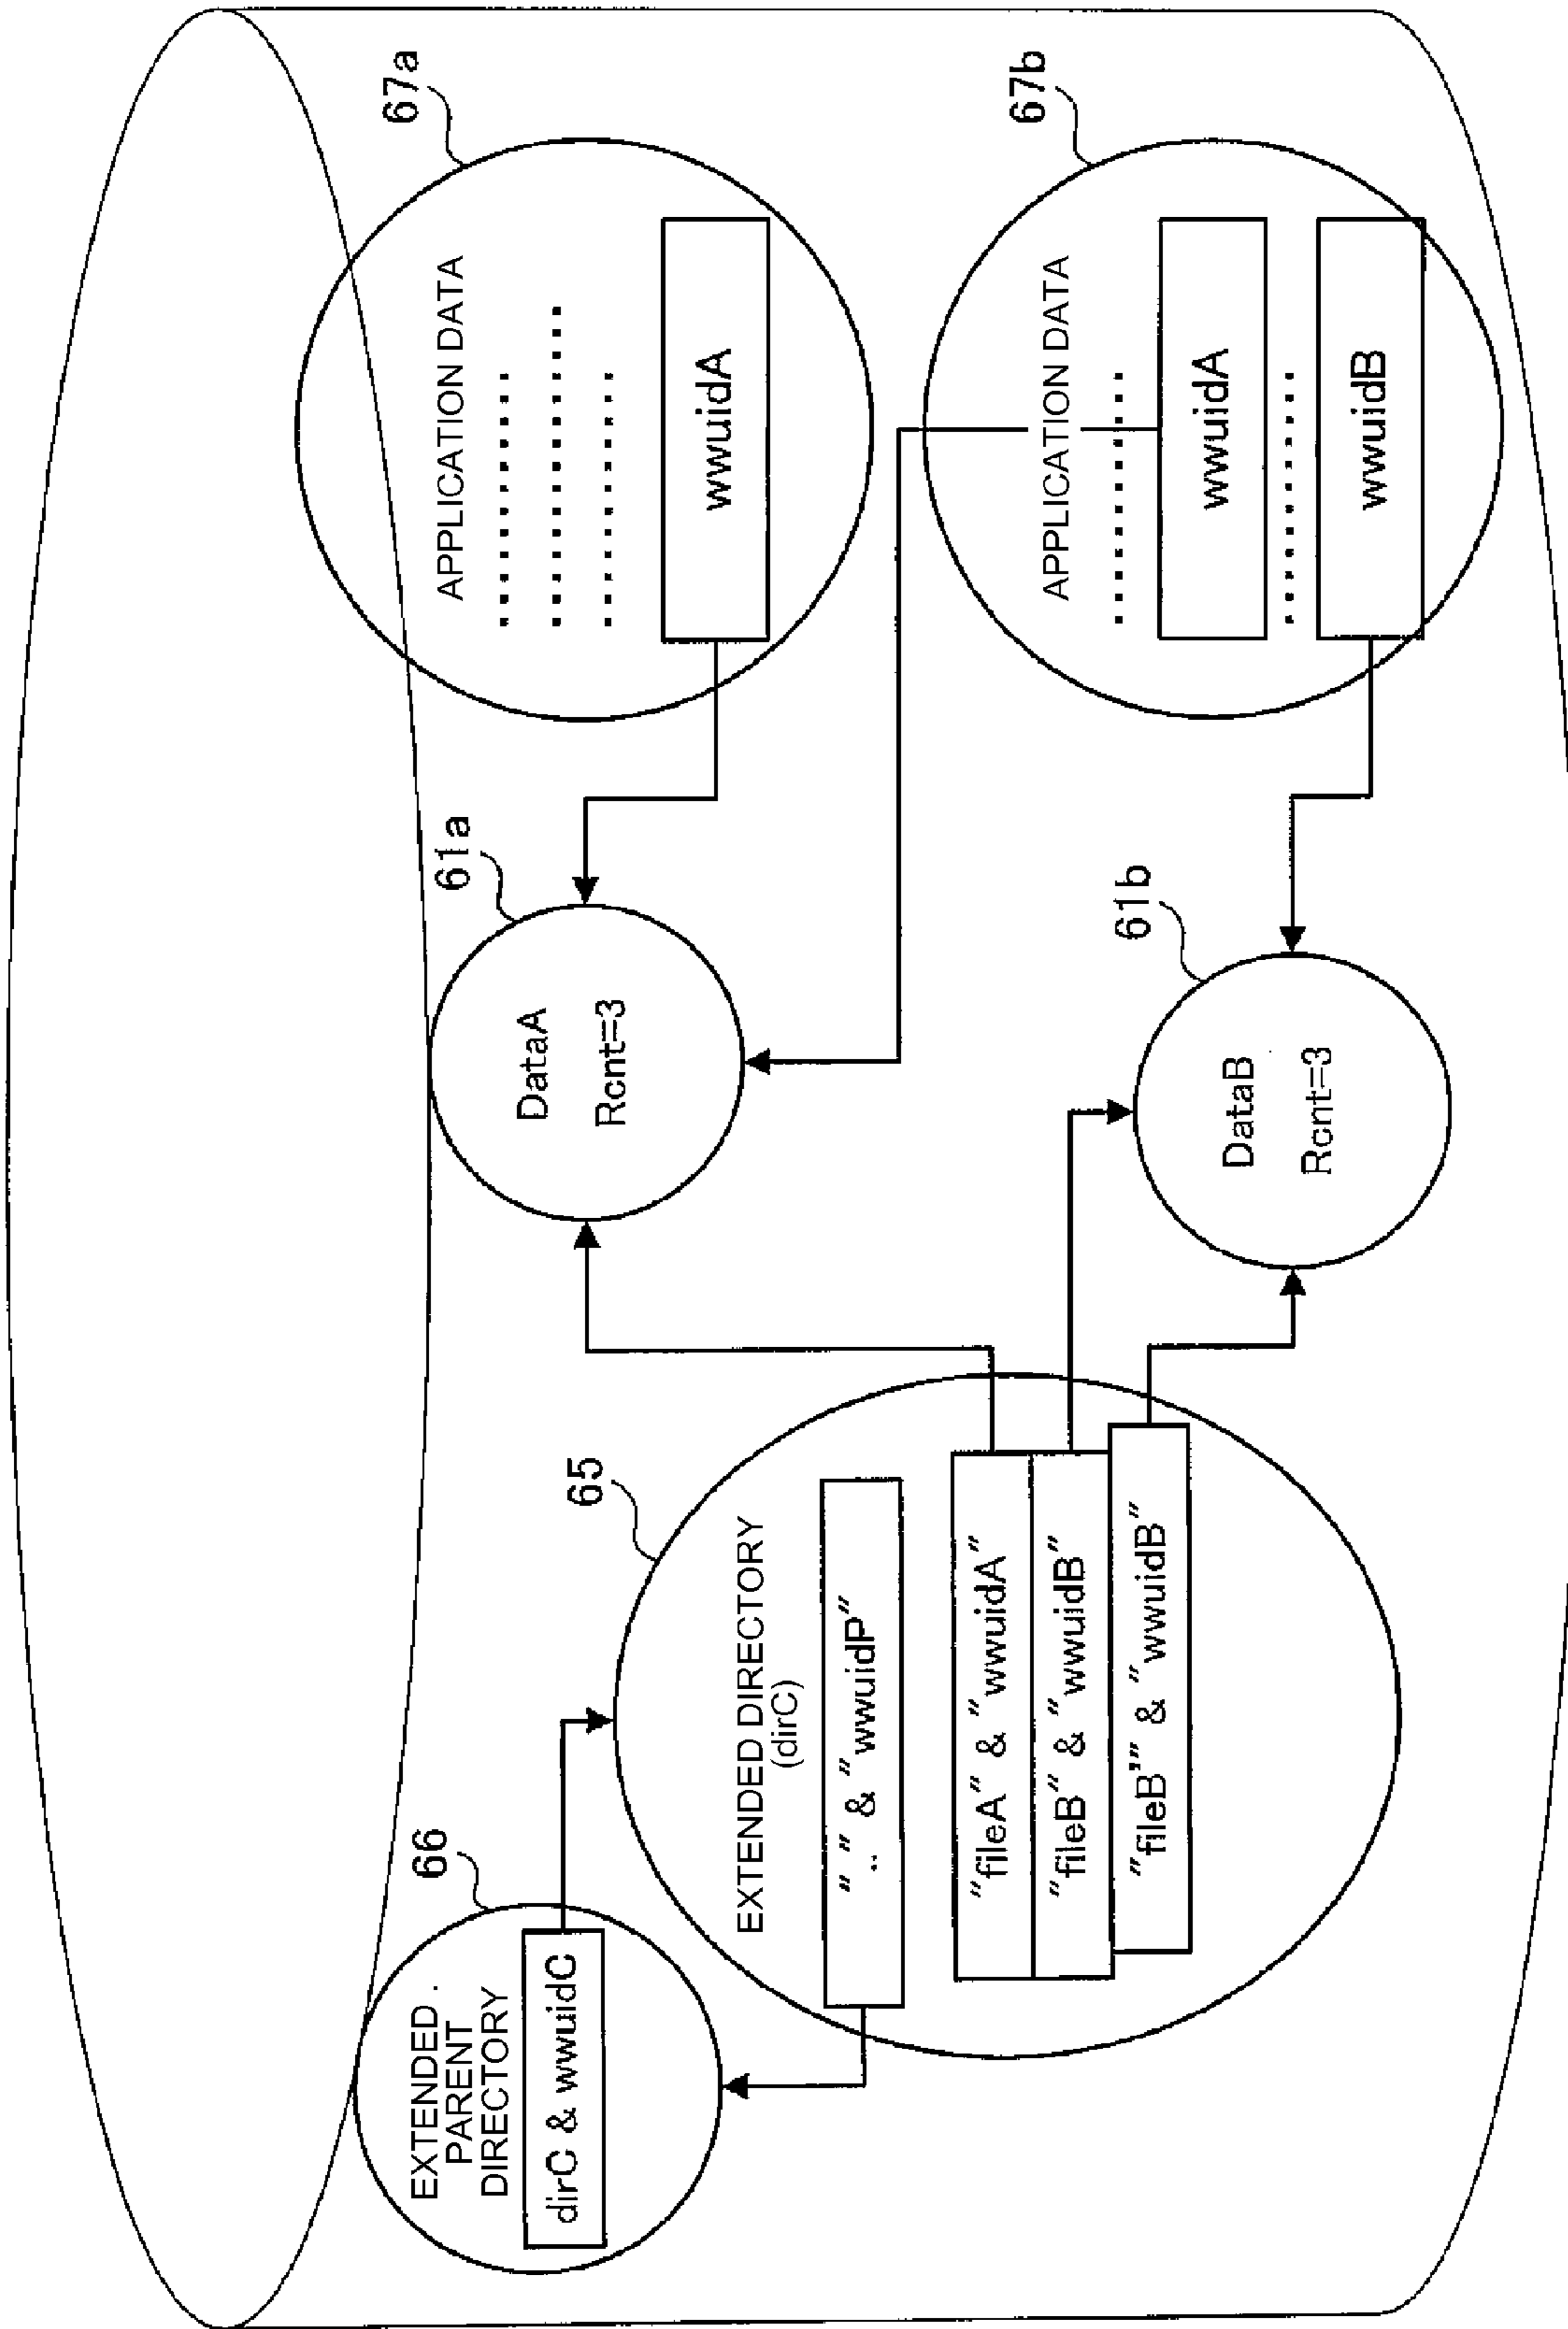 66
EXTENDED .
PARENT
DIRECTORY
dirC & wwuidC
65
EXTENDED DIRECTORY
(dirC)
".." & "wwuidP"
"fileA" & "wwuidA"
"fileB" & "wwuidB"
"fileB'" & "wwuidB"
61a
DataA
Rcnt=3
61b
DataB
Rcnt=3
67a
APPLICATION DATA
wwuidA
67b
APPLICATION DATA
wwuidA
wwuidB